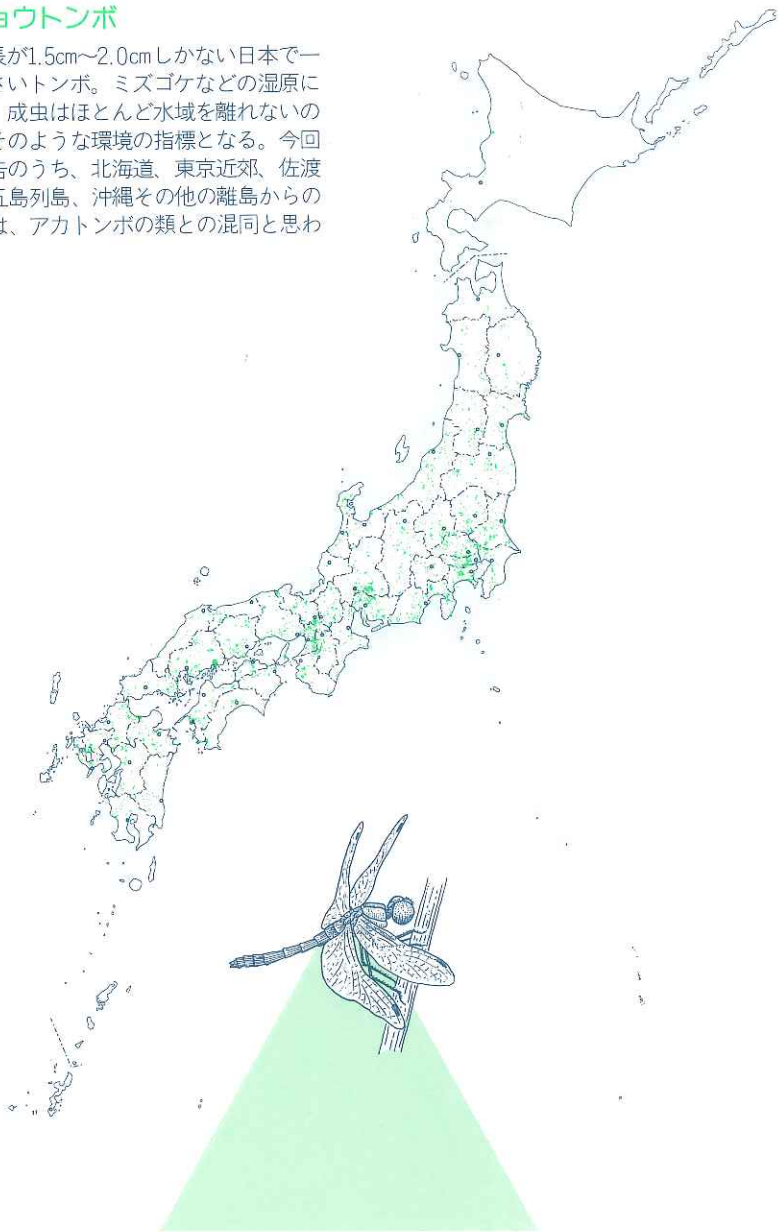 ョウトンボ
長が1.5cm〜2.0cmしかない日本で一
さいトンボ。ミズゴケなどの湿原に
成虫はほとんど水域を離れないの
そのような環境の指標となる。今回
告のうち、北海道、東京近郊、佐渡
五島列島、沖縄その他の離島からの
は、アカトンボの類との混同と思わ